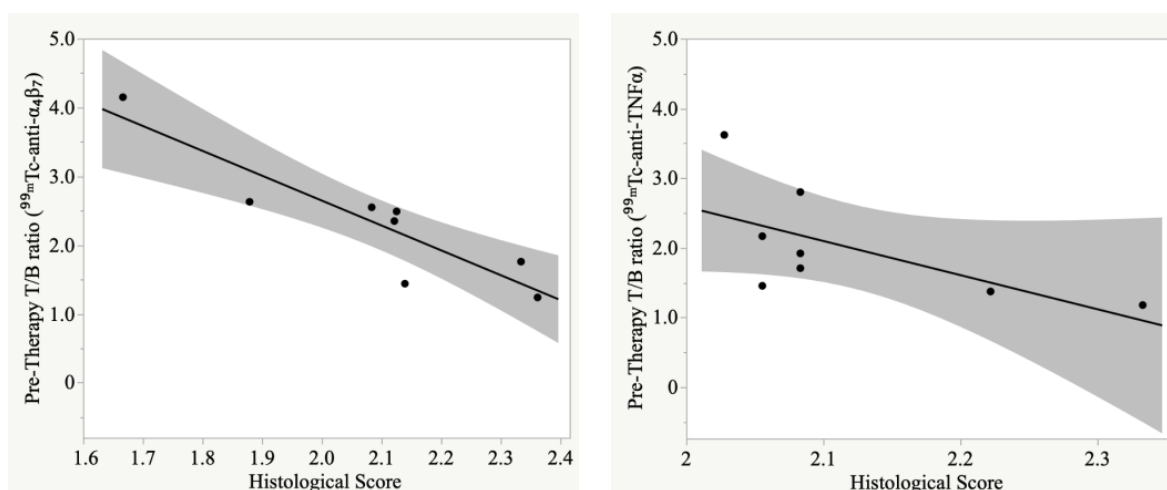 Pre-Therapy T/B ratio (⁹⁹ᵐTc-anti-α₄β₇)
5.0
4.0
3.0
2.0
1.0
0
1.6 1.7 1.8 1.9 2.0 2.1 2.2 2.3 2.4
Histological Score
Pre-Therapy T/B ratio (⁹⁹ᵐTc-anti-TNFα)
5.0
4.0
3.0
2.0
1.0
0
2 2.1 2.2 2.3
Histological Score